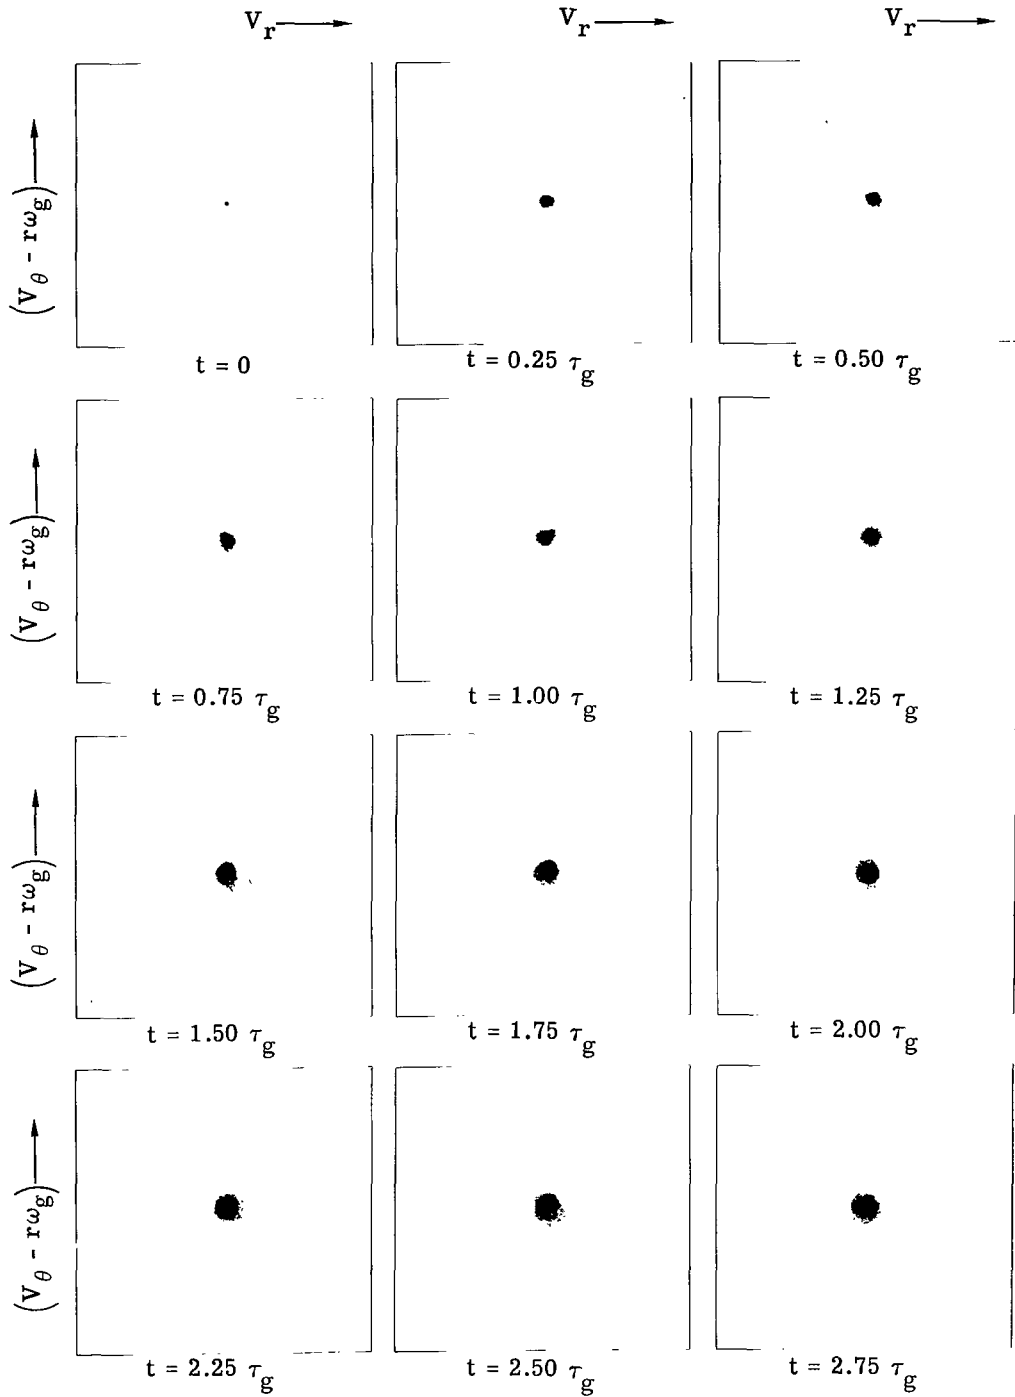 V_r → V_r → V_r →
(V_θ - rω_g) →
t = 0 t = 0.25 τ_g t = 0.50 τ_g
(V_θ - rω_g) →
t = 0.75 τ_g t = 1.00 τ_g t = 1.25 τ_g
(V_θ - rω_g) →
t = 1.50 τ_g t = 1.75 τ_g t = 2.00 τ_g
(V_θ - rω_g) →
t = 2.25 τ_g t = 2.50 τ_g t = 2.75 τ_g